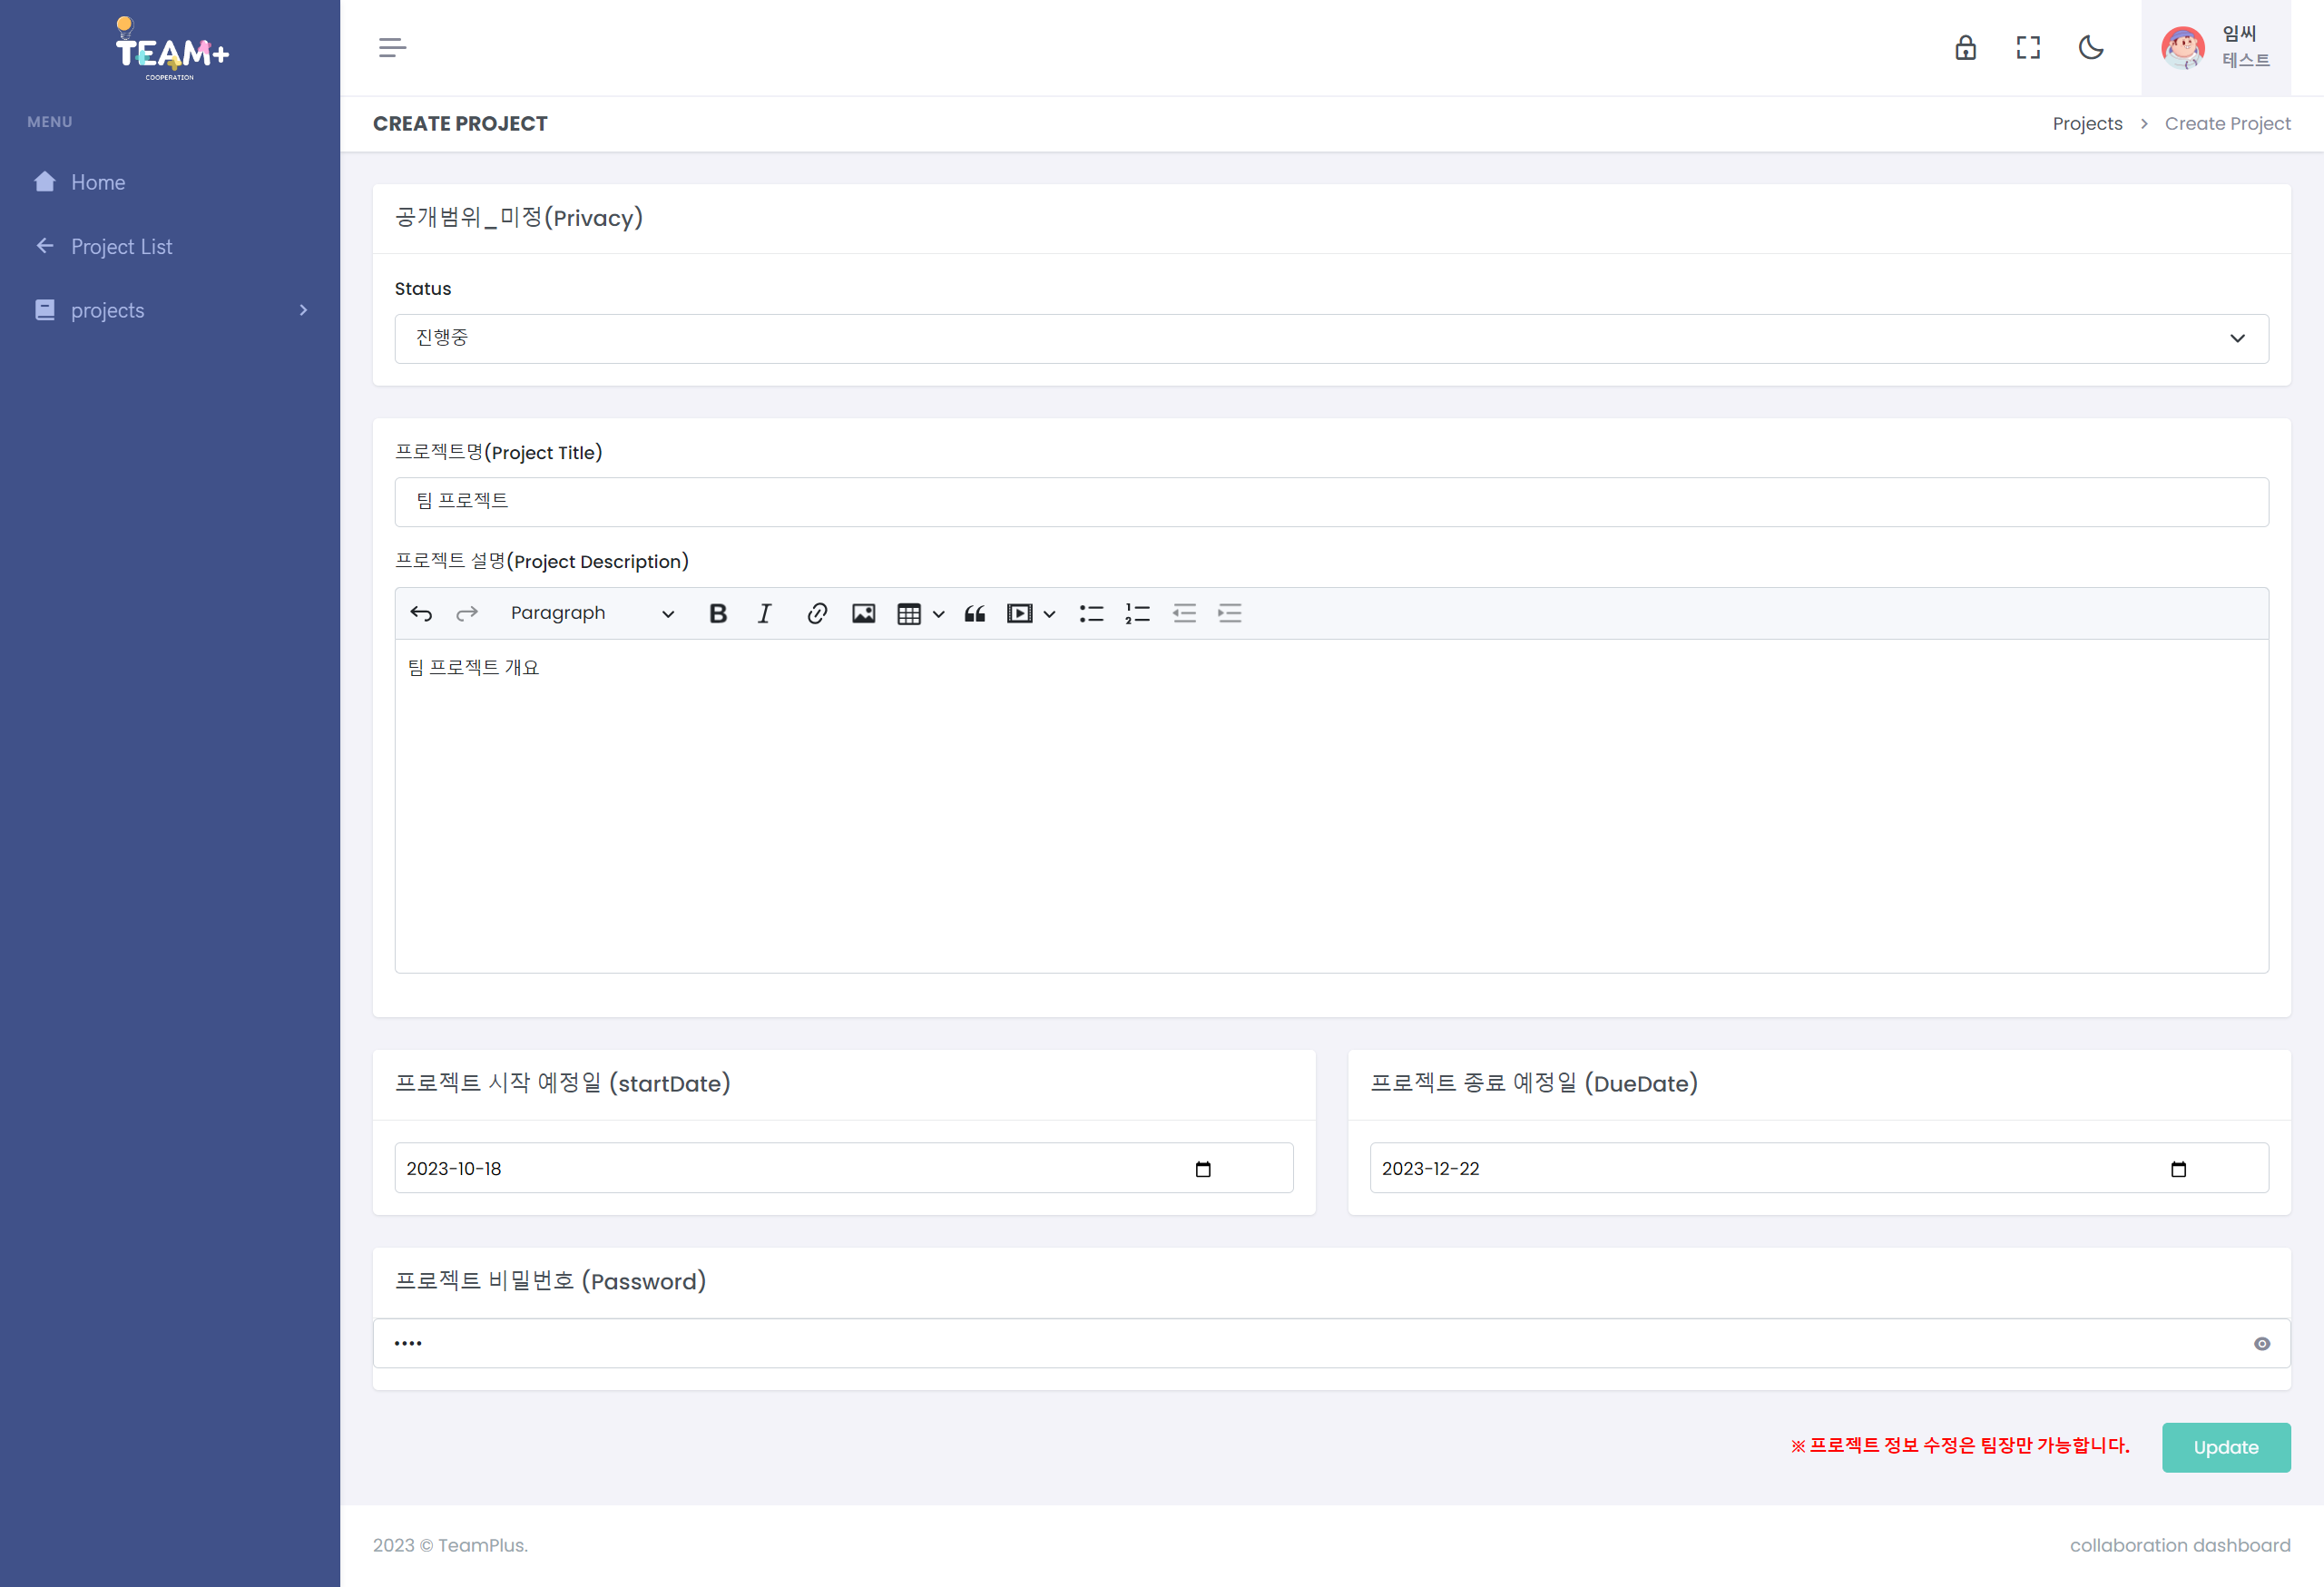 TEAM+
COOPERATION
임씨
테스트
MENU
CREATE PROJECT
Projects > Create Project
Home
Project List
projects
공개범위_미정(Privacy)
Status
진행중
프로젝트명(Project Title)
팀 프로젝트
프로젝트 설명(Project Description)
Paragraph
팀 프로젝트 개요
프로젝트 시작 예정일 (startDate)
프로젝트 종료 예정일 (DueDate)
2023-10-18
2023-12-22
프로젝트 비밀번호 (Password)
••••
※ 프로젝트 정보 수정은 팀장만 가능합니다.
Update
2023 © TeamPlus.
collaboration dashboard